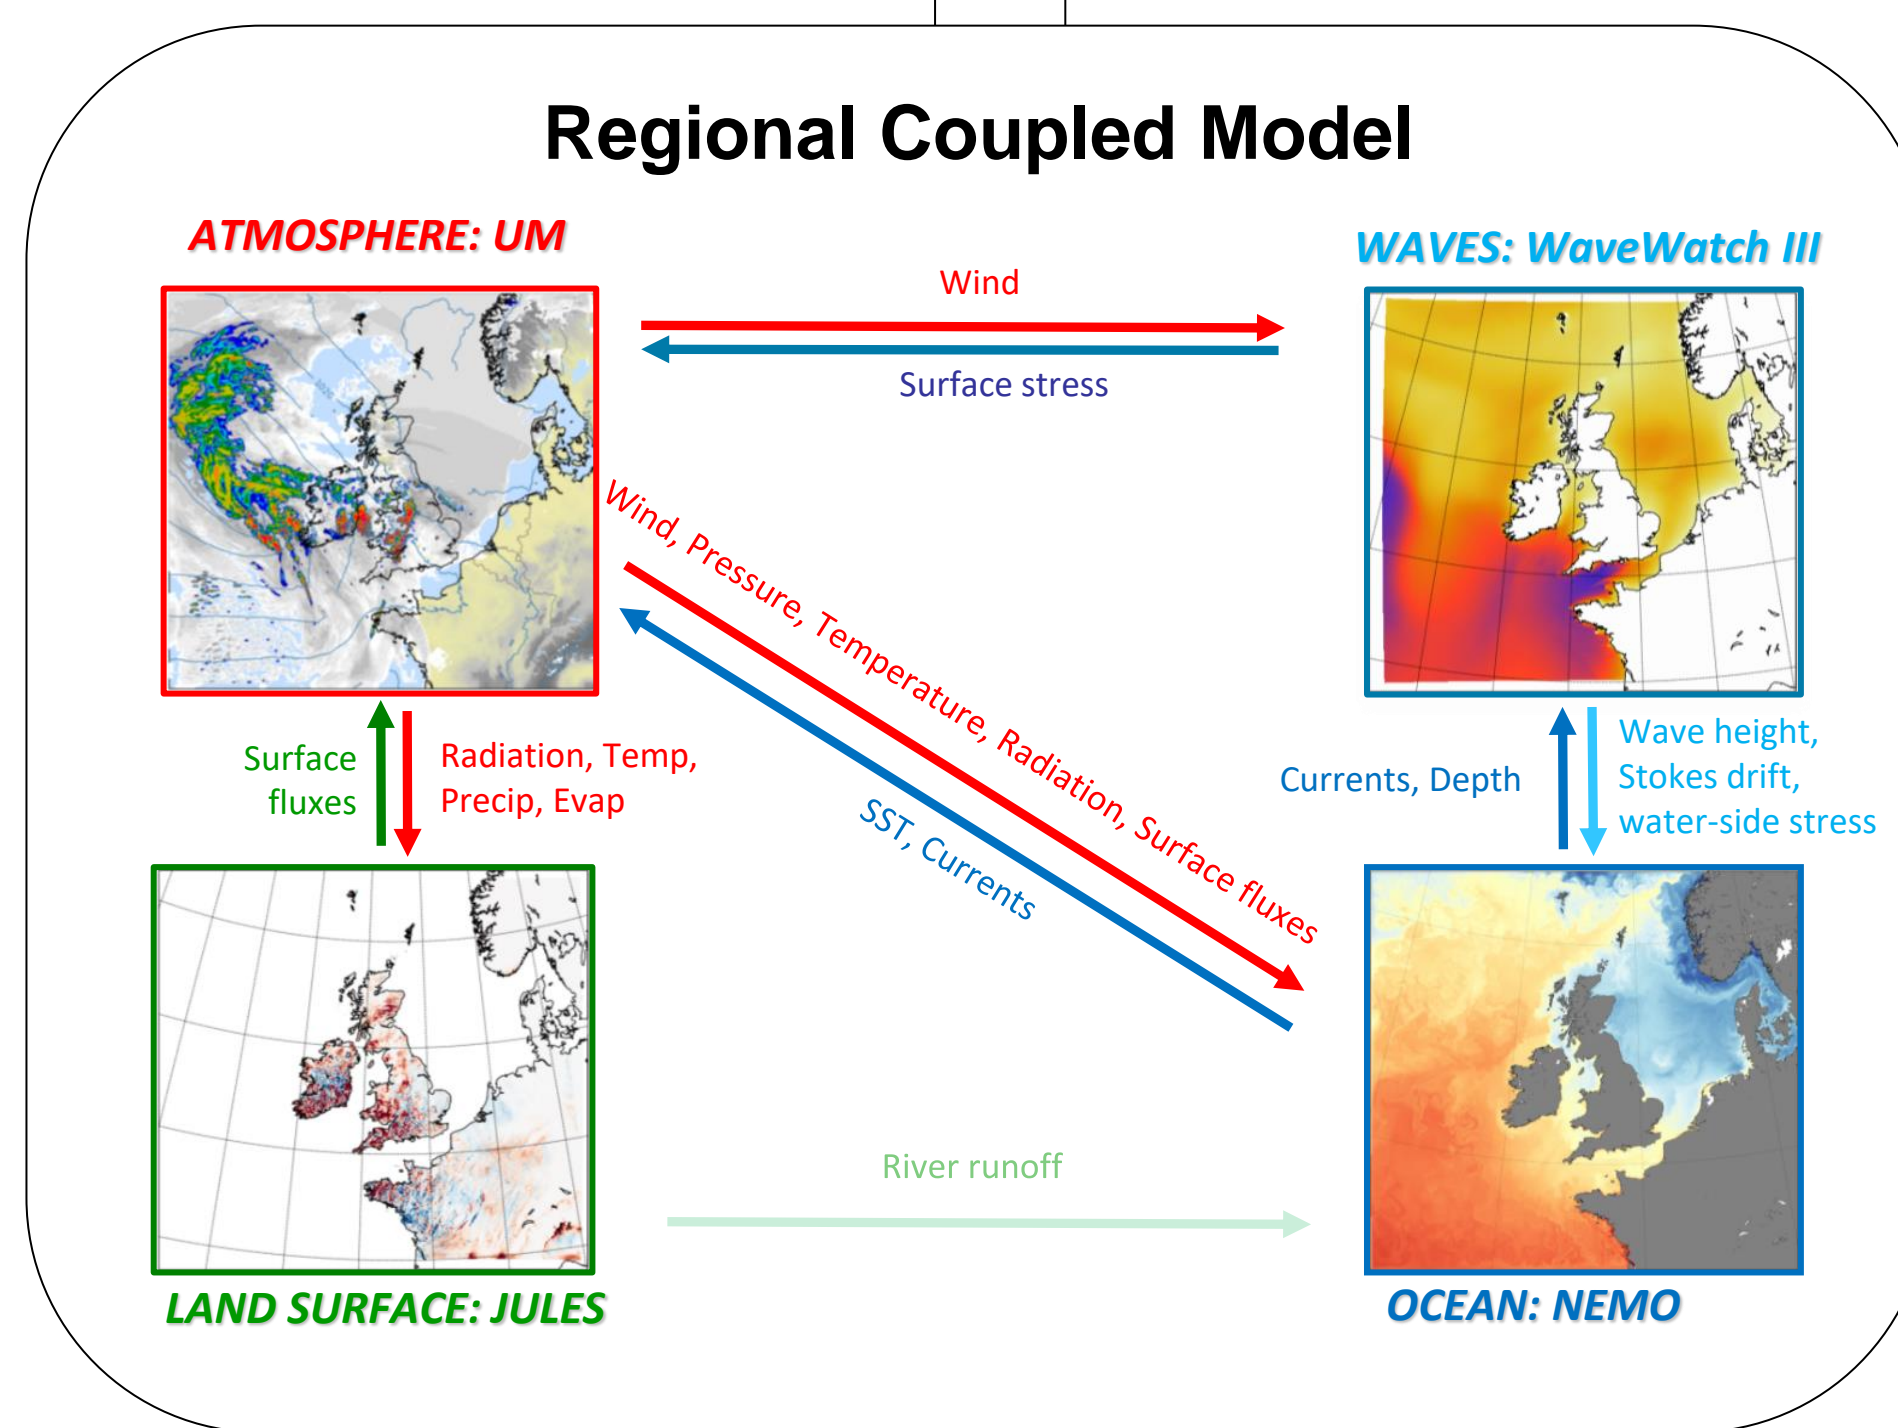 Regional Coupled Model
ATMOSPHERE: UM
WAVES: WaveWatch III
Wind
Surface stress
Wind, Pressure, Temperature, Radiation, Surface fluxes
SST, Currents
Surface
fluxes
Radiation, Temp,
Precip, Evap
Currents, Depth
Wave height,
Stokes drift,
water-side stress
River runoff
LAND SURFACE: JULES
OCEAN: NEMO